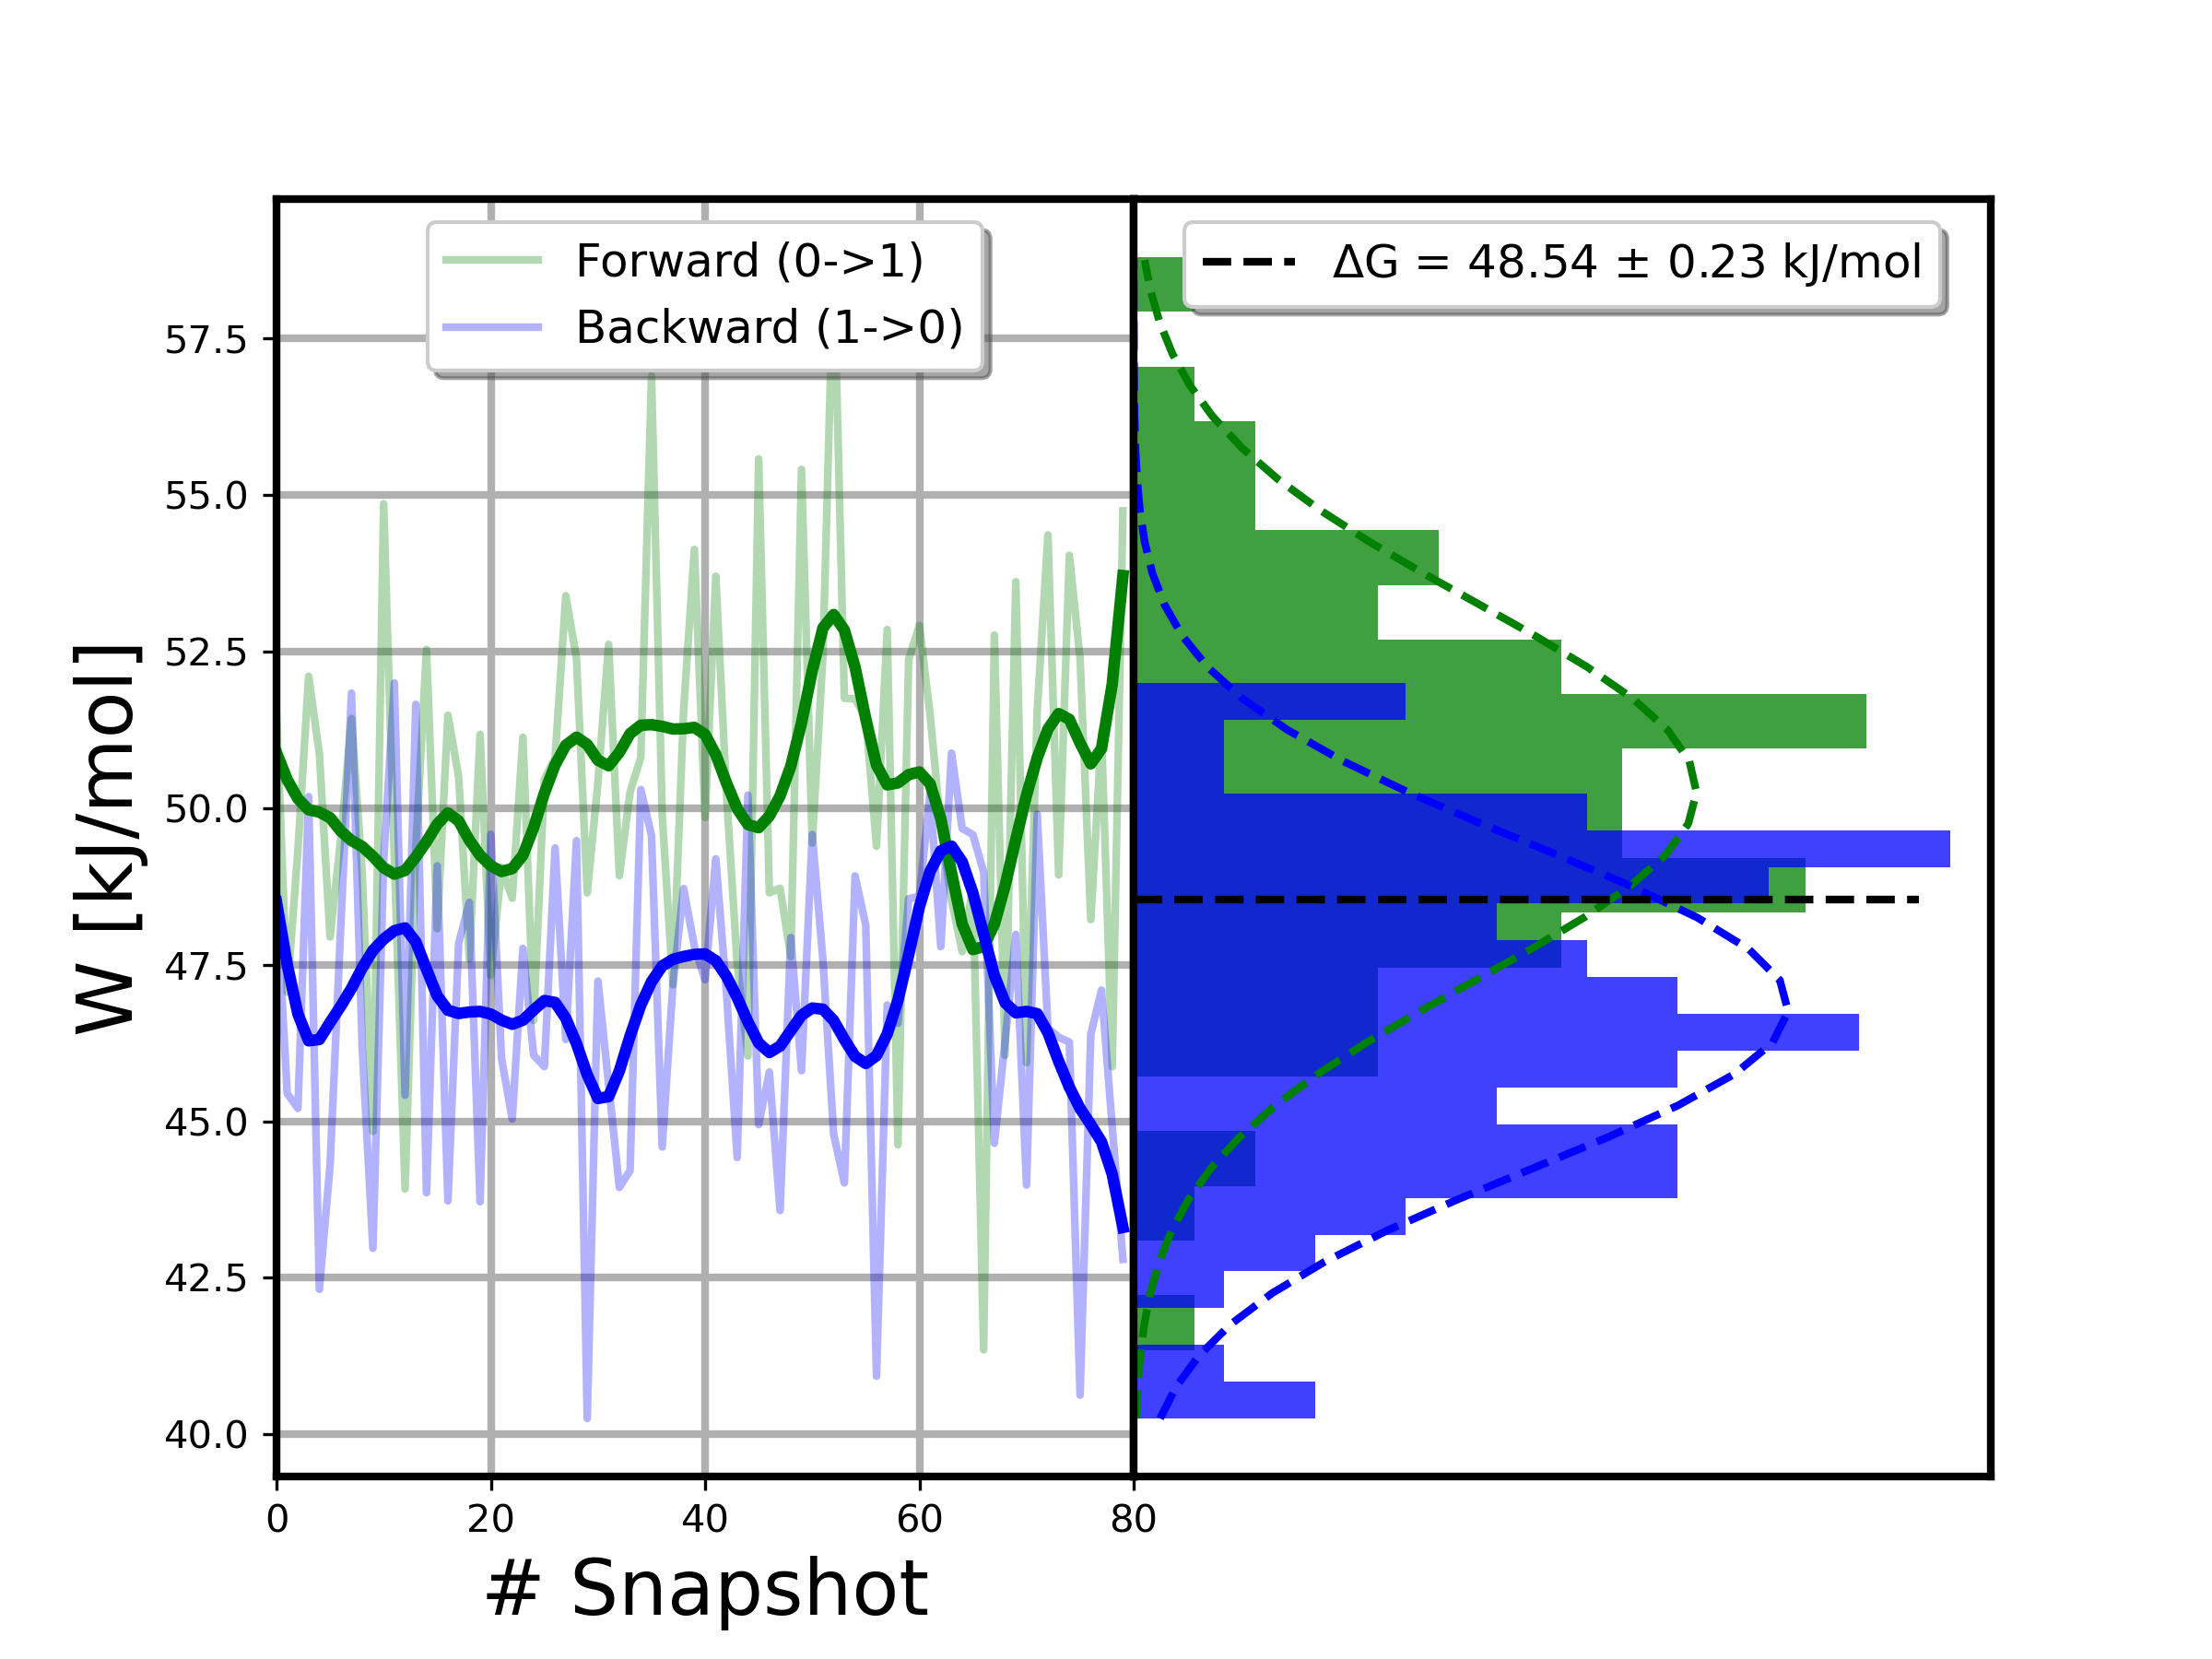 Forward (0->1)
Backward (1->0)
ΔG = 48.54 ± 0.23 kJ/mol
W [kJ/mol]
57.5
55.0
52.5
50.0
47.5
45.0
42.5
40.0
0 20 40 60 80
# Snapshot